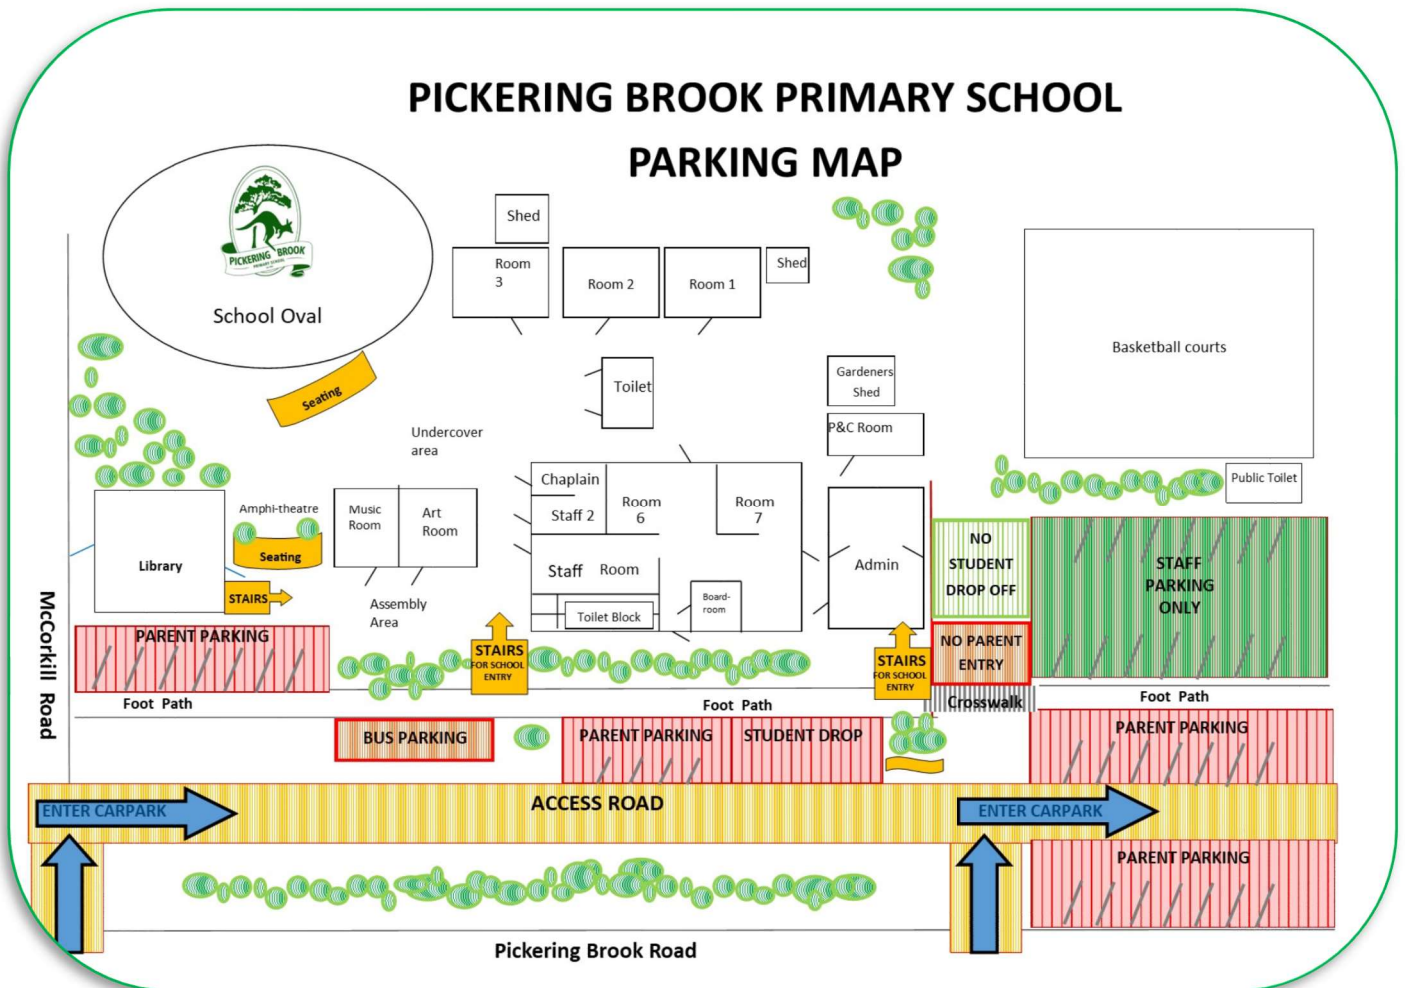 PICKERING BROOK PRIMARY SCHOOL
PARKING MAP
PICKERING BROOK
PRIMARY SCHOOL
School Oval
Seating
Shed
Room
3
Room 2
Room 1
Shed
Toilet
Gardeners
Shed
P&C Room
Basketball courts
Public Toilet
Undercover
area
Amphi-theatre
Seating
Library
STAIRS
Music
Room
Art
Room
Assembly
Area
Chaplain
Staff 2
Room
6
Room
7
Staff Room
Toilet Block
Board-
room
Admin
NO
STUDENT
DROP OFF
STAFF
PARKING
ONLY
NO PARENT
ENTRY
Crosswalk
STAIRS
FOR SCHOOL
ENTRY
STAIRS
FOR SCHOOL
ENTRY
PARENT PARKING
Foot Path
Foot Path
Foot Path
McCorkill Road
BUS PARKING
PARENT PARKING
STUDENT DROP
PARENT PARKING
ENTER CARPARK
ACCESS ROAD
ENTER CARPARK
PARENT PARKING
Pickering Brook Road